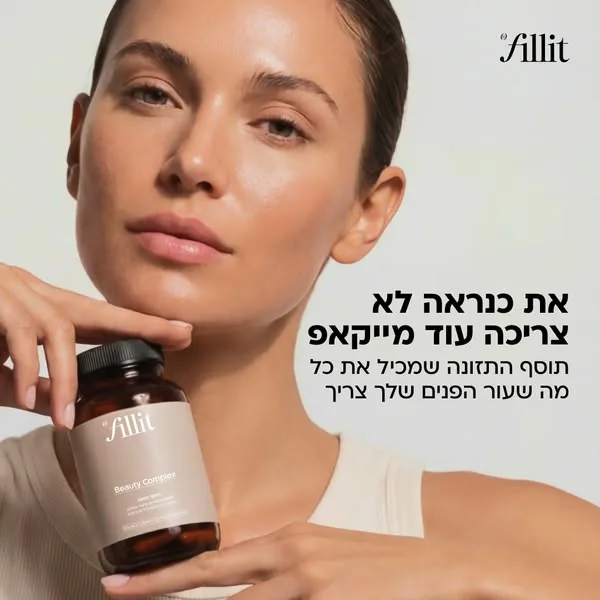 fillit
את כנראה לא
צריכה עוד מייקאפ
תוסף התזונה שמכיל את כל
מה שעור הפנים שלך צריך
fillit
Beauty Complex